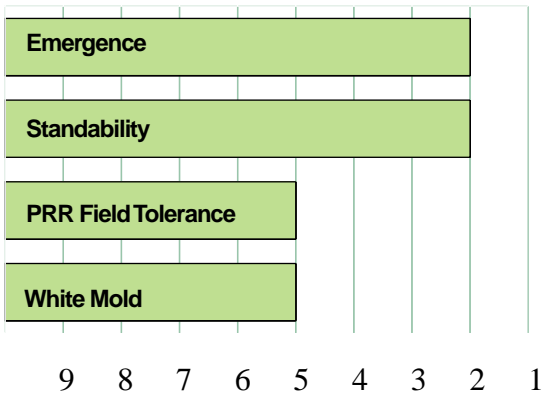 Emergence
Standability
PRR Field Tolerance
White Mold
9 8 7 6 5 4 3 2 1